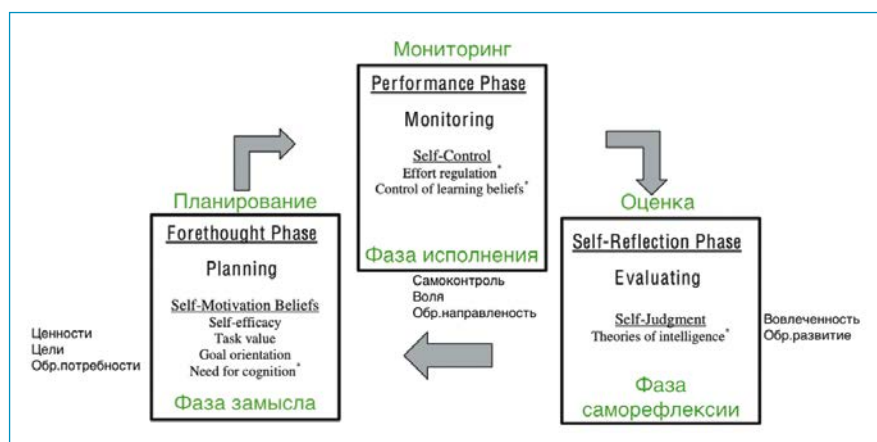 Мониторинг
Performance Phase
Monitoring
Self-Control
Effort regulation*
Control of learning beliefs*
Фаза исполнения
Самоконтроль
Воля
Обр.направленость
Планирование
Forethought Phase
Planning
Self-Motivation Beliefs
Self-efficacy
Task value
Goal orientation
Need for cognition*
Фаза замысла
Ценности
Цели
Обр.потребности
Оценка
Self-Reflection Phase
Evaluating
Self-Judgment
Theories of intelligence*
Фаза
саморефлексии
Вовлеченность
Обр.развитие